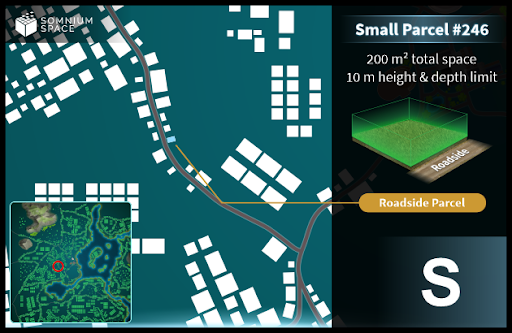 SOMNIUM
SPACE
Small Parcel #246
200 m² total space
10 m height & depth limit
Roadside
Roadside Parcel
S